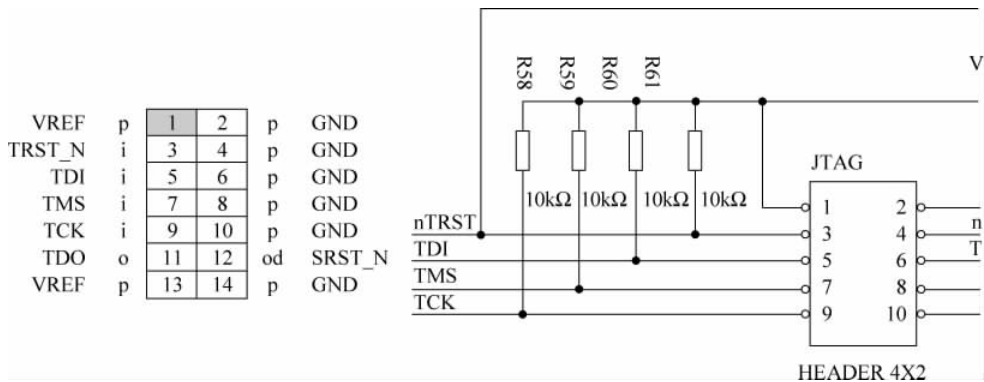 VREF p 1 2 p GND
TRST_N i 3 4 p GND
TDI i 5 6 p GND
TMS i 7 8 p GND
TCK i 9 10 p GND
TDO o 11 12 od SRST_N
VREF p 13 14 p GND
R58 R59 R60 R61
V
10kΩ 10kΩ 10kΩ 10kΩ
JTAG
nTRST
TDI
TMS
TCK
1 2
3 4
5 6
7 8
9 10
n
T
HEADER 4X2